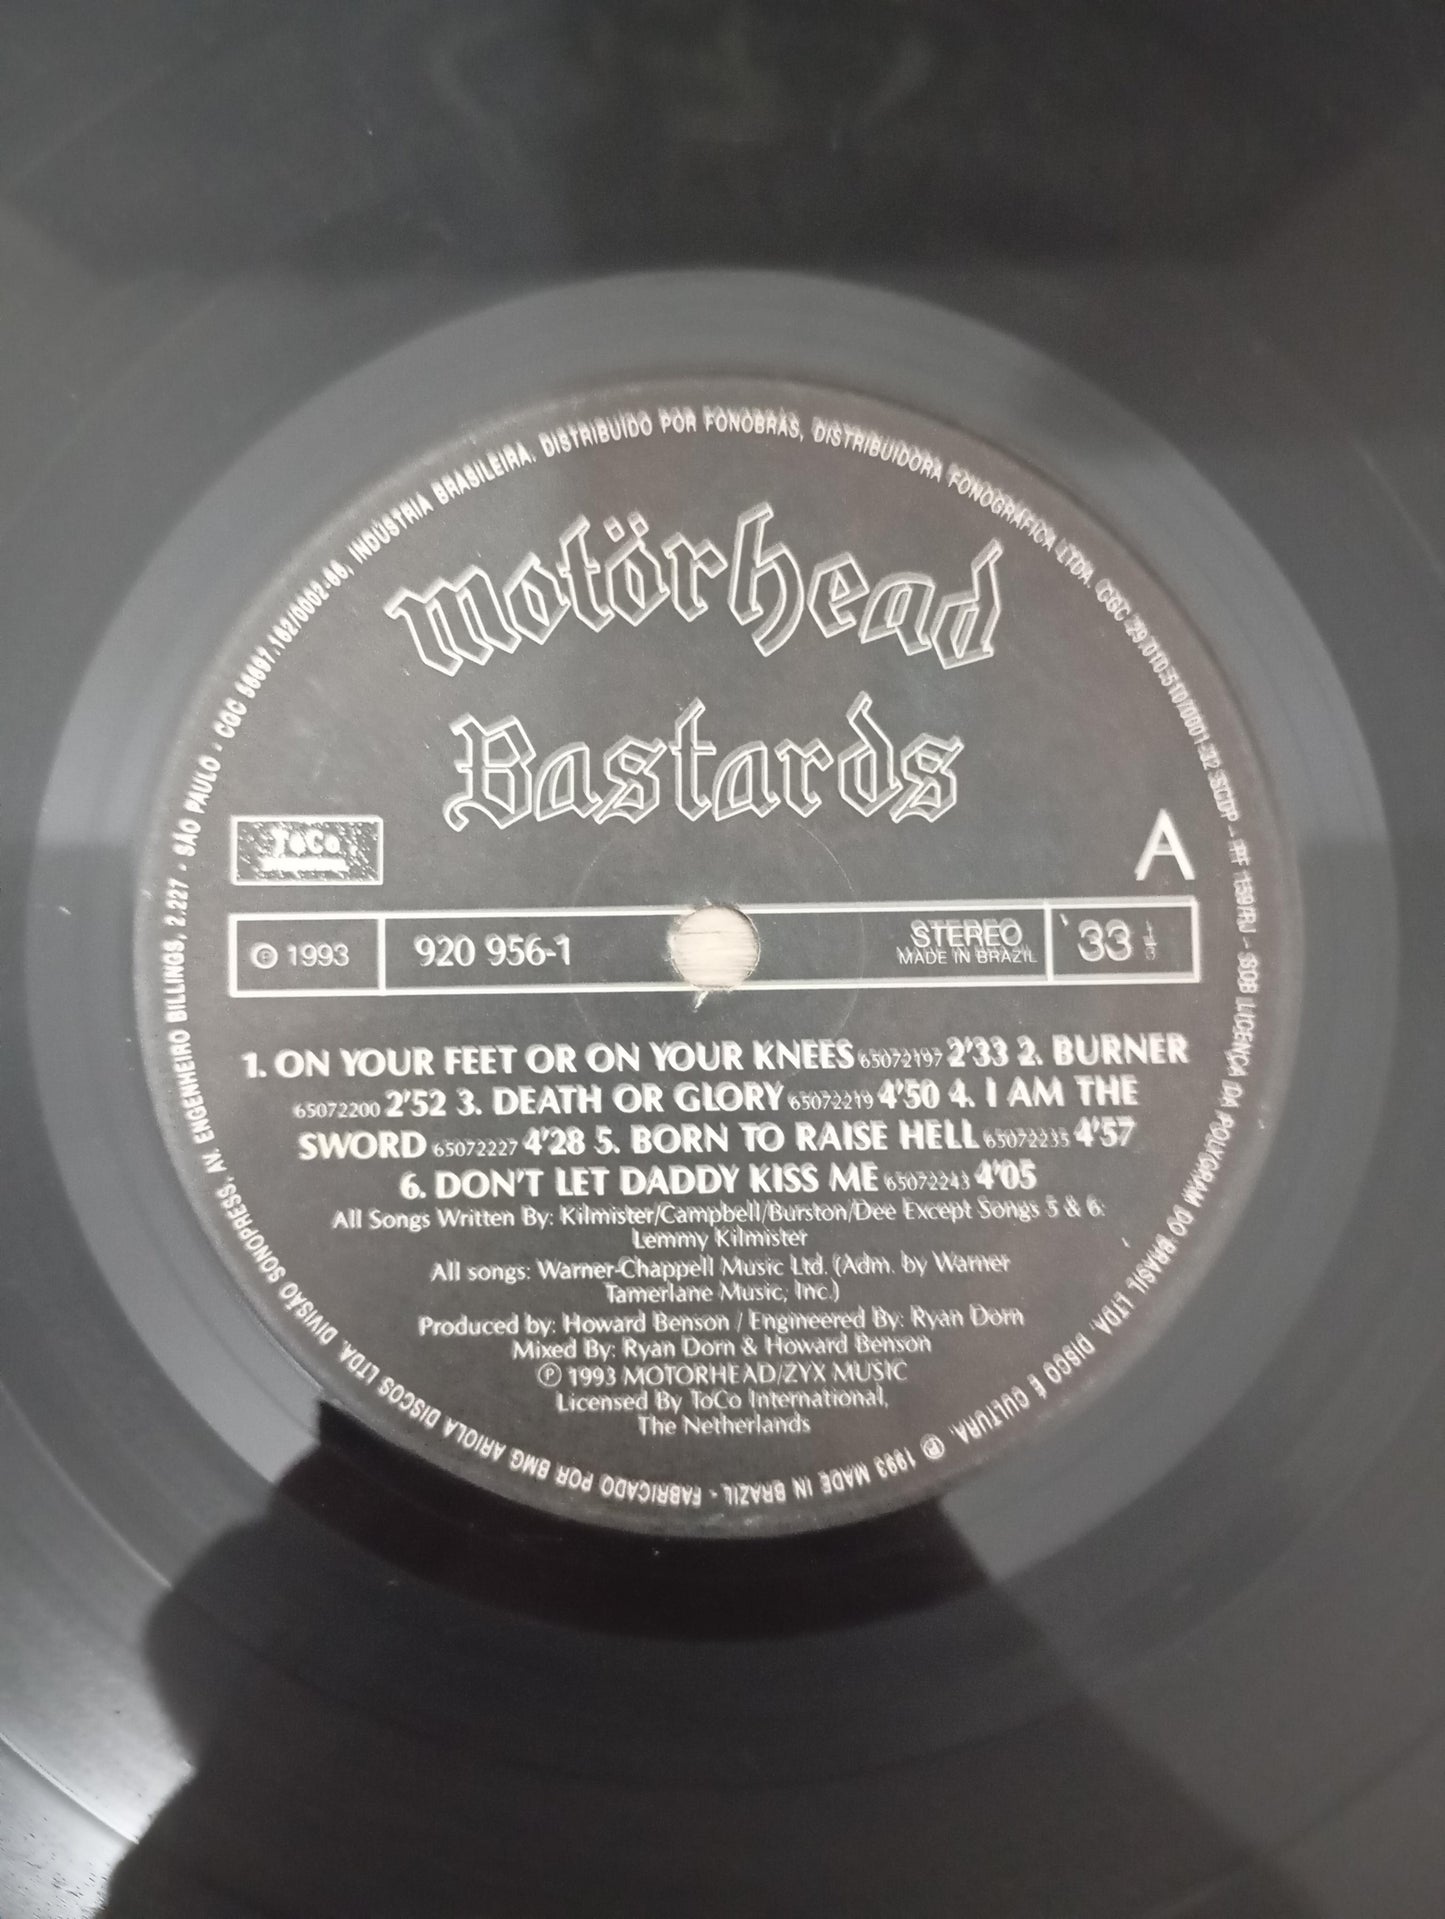 motörhead
Bastards
ToCo
A
℗ 1993
920 956-1
STEREO
MADE IN BRAZIL
33 1/3
1. ON YOUR FEET OR ON YOUR KNEES 65072197 2'33 2. BURNER
65072200 2'52 3. DEATH OR GLORY 65072219 4'50 4. I AM THE
SWORD 65072227 4'28 5. BORN TO RAISE HELL 65072235 4'57
6. DON'T LET DADDY KISS ME 65072243 4'05
All Songs Written By: Kilmister/Campbell/Burston/Dee Except Songs 5 & 6:
Lemmy Kilmister
All songs: Warner-Chappell Music Ltd. (Adm. by Warner
Tamerlane Music, Inc.)
Produced by: Howard Benson / Engineered By: Ryan Dorn
Mixed By: Ryan Dorn & Howard Benson
℗ 1993 MOTORHEAD/ZYX MUSIC
Licensed By ToCo International,
The Netherlands
FABRICADO POR BMG ARIOLA DISCOS LTDA. DIVISÃO SONOPRESS, AV. ENGENHEIRO BILLINGS, 2.227 - SÃO PAULO - CGC 56697.162/0002-66, INDÚSTRIA BRASILEIRA. DISTRIBUÍDO POR FONOBRÁS, DISTRIBUIDORA FONOGRÁFICA LTDA. CGC 29.010.510/0001- SCDP - PF 159/RJ - SOB LICENÇA DA POLYGRAM DO BRASIL LTDA. DISCO É CULTURA. ℗ 1993 MADE IN BRAZIL -